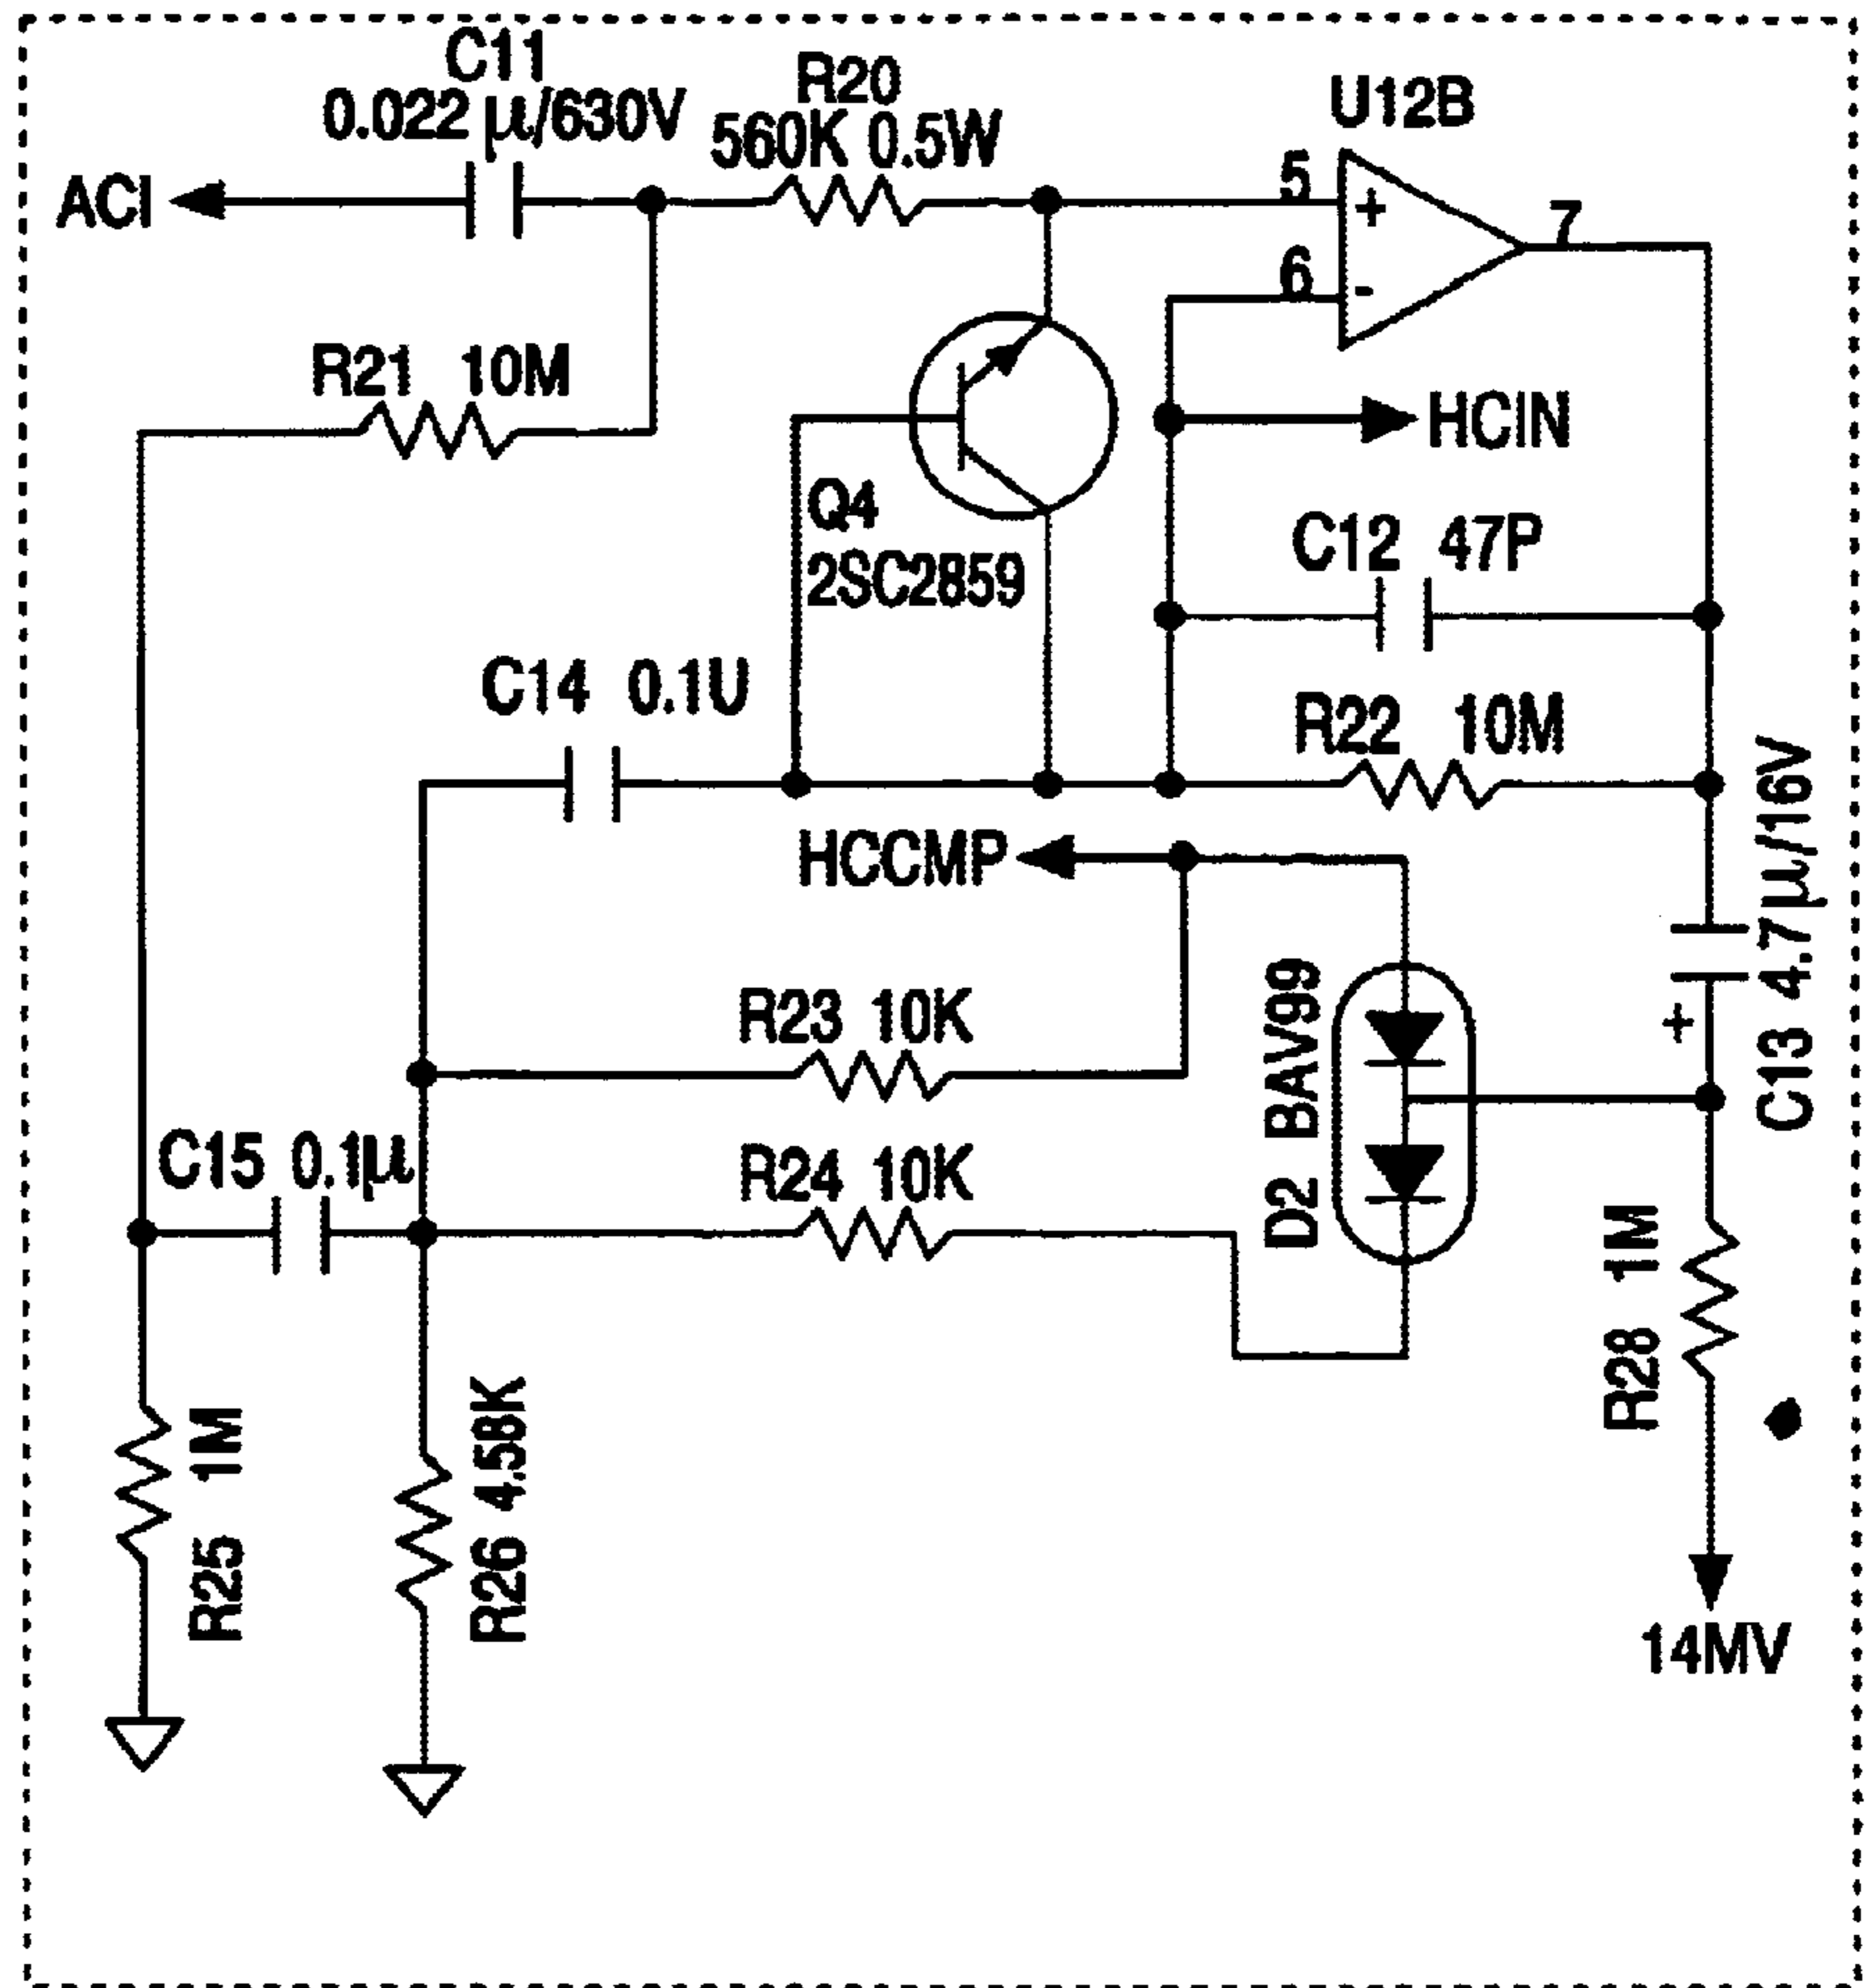 C11
0.022 µ/630V
R20
560K 0.5W
U12B
ACI
5
+
7
6
-
R21 10M
HCIN
Q4
2SC2859
C12 47P
C14 0.1U
R22 10M
HCCMP
C13 4.7µ/16V
+
R23 10K
D2 BAV99
C15 0.1µ
R24 10K
R28 1M
R25 1M
R26 4.58K
14MV